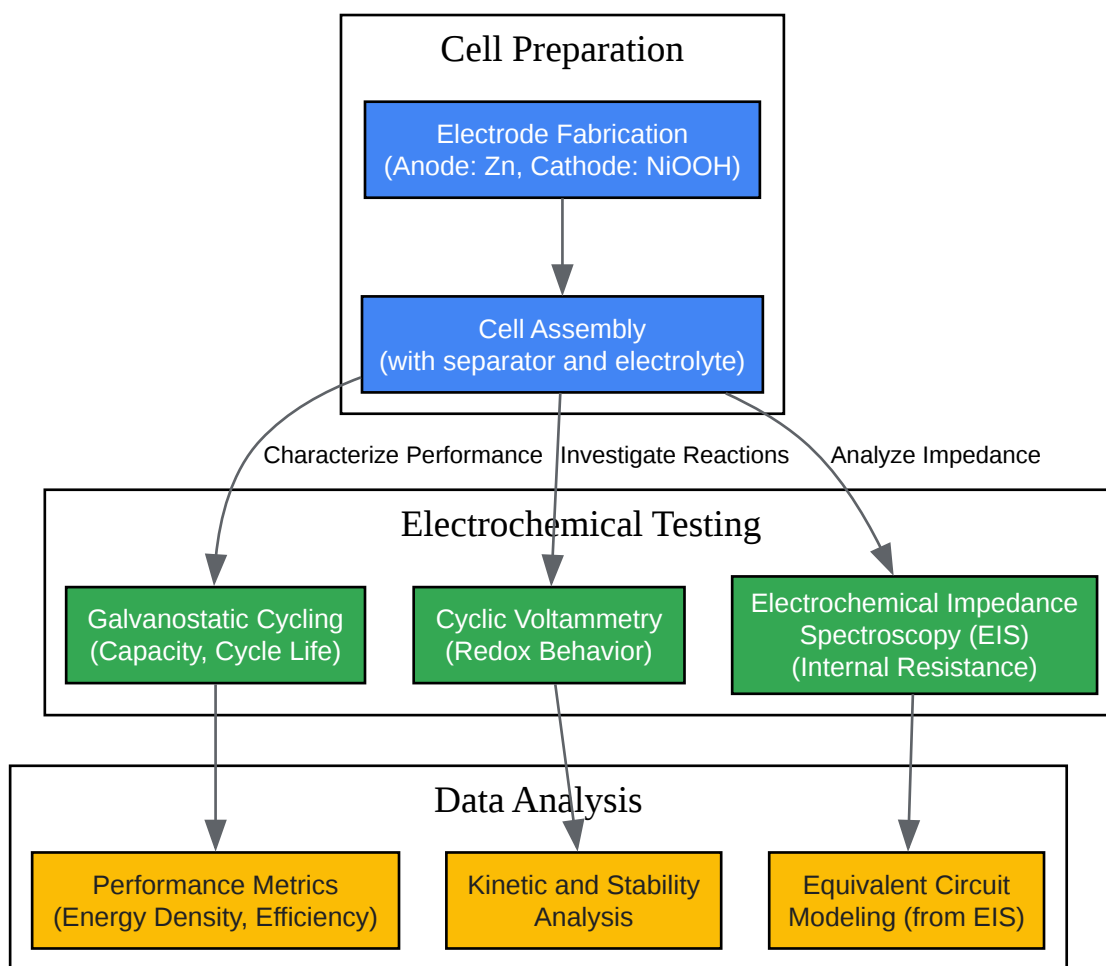 Cell Preparation
Electrode Fabrication
(Anode: Zn, Cathode: NiOOH)
Cell Assembly
(with separator and electrolyte)
Characterize Performance
Investigate Reactions
Analyze Impedance
Electrochemical Testing
Galvanostatic Cycling
(Capacity, Cycle Life)
Cyclic Voltammetry
(Redox Behavior)
Electrochemical Impedance
Spectroscopy (EIS)
(Internal Resistance)
Data Analysis
Performance Metrics
(Energy Density, Efficiency)
Kinetic and Stability
Analysis
Equivalent Circuit
Modeling (from EIS)